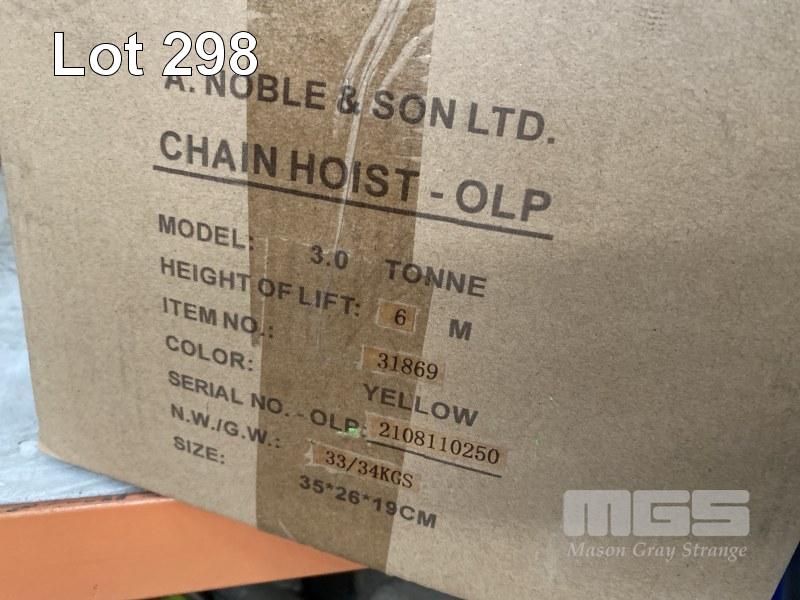 Lot 298
A. NOBLE & SON LTD.
CHAIN HOIST - OLP
MODEL: 3.0 TONNE
HEIGHT OF LIFT: 6 M
ITEM NO.: 31869
COLOR: YELLOW
SERIAL NO. - OLP: 2108110250
N.W./G.W.: 33/34KGS
SIZE: 35*26*19CM
MGS
Mason Gray Strange